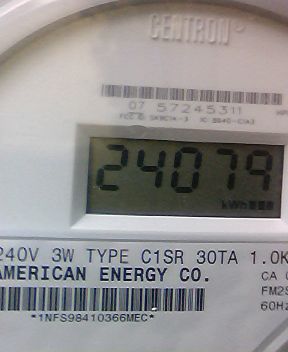 CENTRON
07 57245311
24079
kWh
240V 3W TYPE C1SR 30TA 1.0K
AMERICAN ENERGY CO.
CA
FM2S
60Hz
*1NFS98410366MEC*